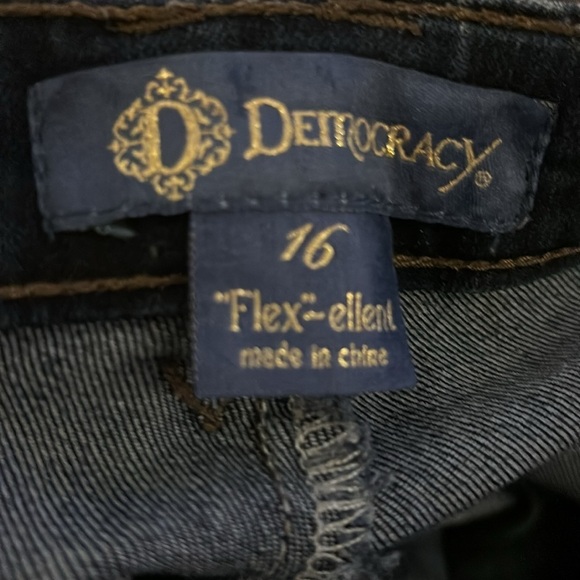 D DEMOCRACY®
16
"Flex"-ellent
made in china